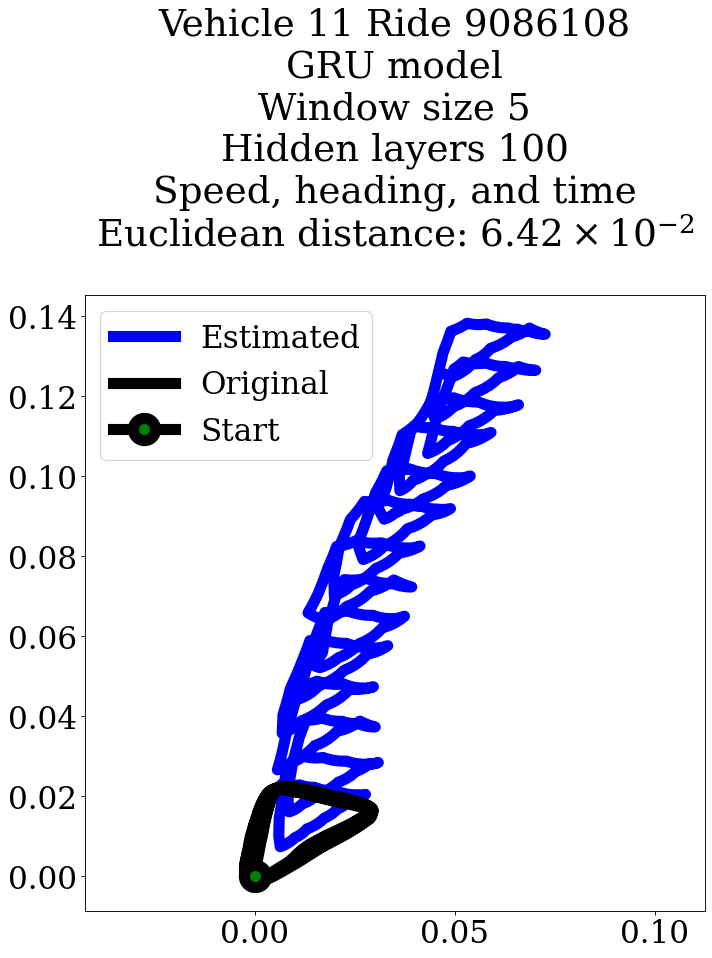 Vehicle 11 Ride 9086108
GRU model
Window size 5
Hidden layers 100
Speed, heading, and time
Euclidean distance: 6.42 × 10⁻²
Estimated
Original
Start
0.14
0.12
0.10
0.08
0.06
0.04
0.02
0.00
0.00 0.05 0.10